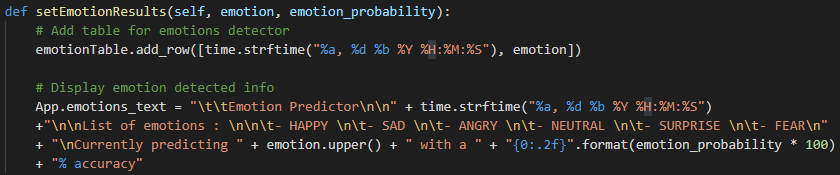 def setEmotionResults(self, emotion, emotion_probability):
    # Add table for emotions detector
    emotionTable.add_row([time.strftime("%a, %d %b %Y %H:%M:%S"), emotion])

    # Display emotion detected info
    App.emotions_text = "\t\tEmotion Predictor\n\n" + time.strftime("%a, %d %b %Y %H:%M:%S")
    +"\n\nList of emotions : \n\n\t- HAPPY \n\t- SAD \n\t- ANGRY \n\t- NEUTRAL \n\t- SURPRISE \n\t- FEAR\n"
    + "\nCurrently predicting " + emotion.upper() + " with a " + "{0:.2f}".format(emotion_probability * 100)
    + "% accuracy"